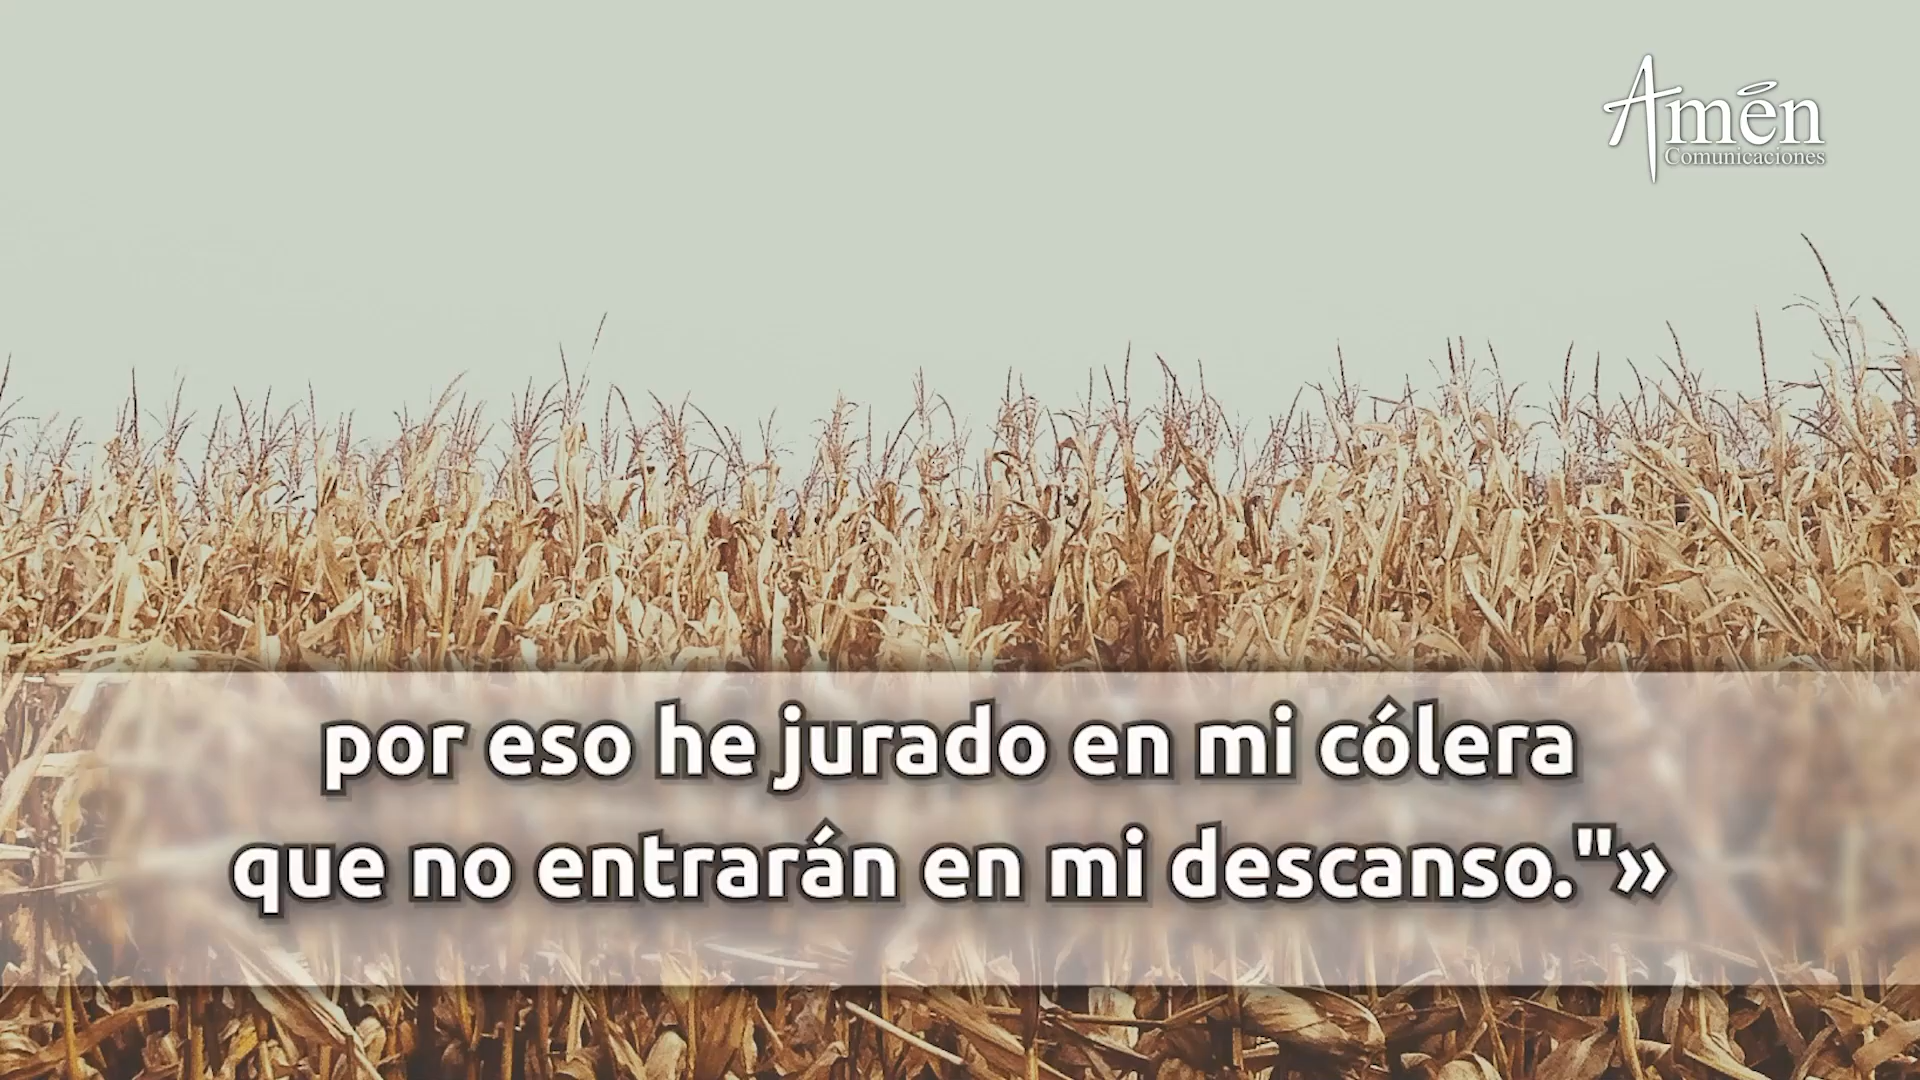 Amén
Comunicaciones
por eso he jurado en mi cólera
que no entrarán en mi descanso."»